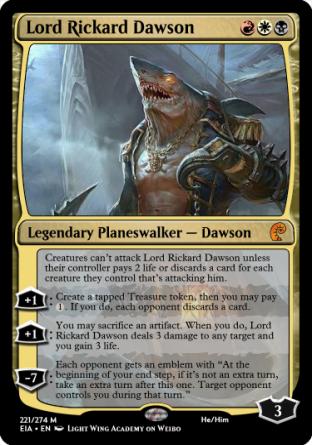 Lord Rickard Dawson
Legendary Planeswalker — Dawson
Creatures can't attack Lord Rickard Dawson unless
their controller pays 2 life or discards a card for each
creature they control that's attacking him.
+1: Create a tapped Treasure token, then you may pay
1. If you do, each opponent discards a card.
+1: You may sacrifice an artifact. When you do, Lord
Rickard Dawson deals 3 damage to any target and
you gain 3 life.
-7: Each opponent gets an emblem with “At the
beginning of your end step, if it's not an extra turn,
take an extra turn after this one. Target opponent
controls you during that turn.”
3
221/274 M
EIA • EN Light Wing Academy on Weibo
He/Him